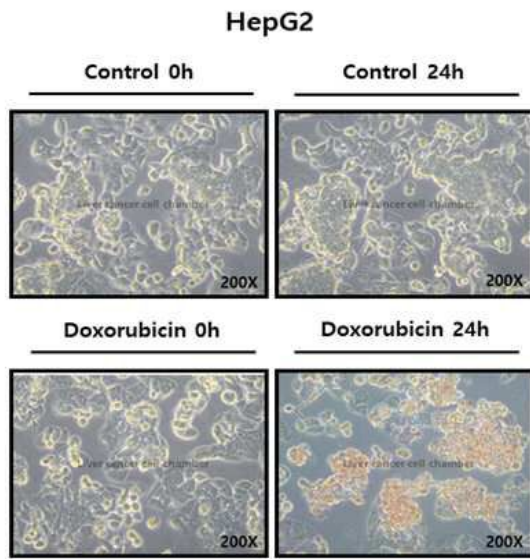 HepG2
Control 0h
Control 24h
Liver cancer cell chamber
200X
Liver cancer cell chamber
200X
Doxorubicin 0h
Doxorubicin 24h
Liver cancer cell chamber
200X
Liver cancer cell chamber
200X